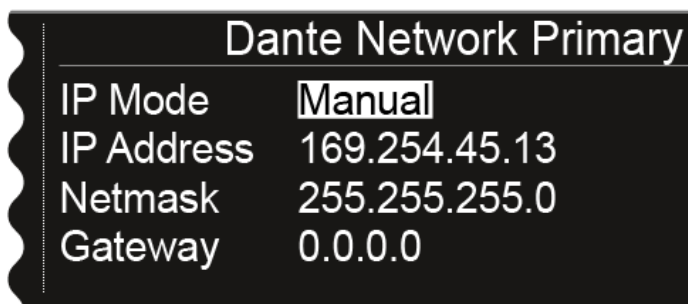 Dante Network Primary
IP Mode Manual
IP Address 169.254.45.13
Netmask 255.255.255.0
Gateway 0.0.0.0